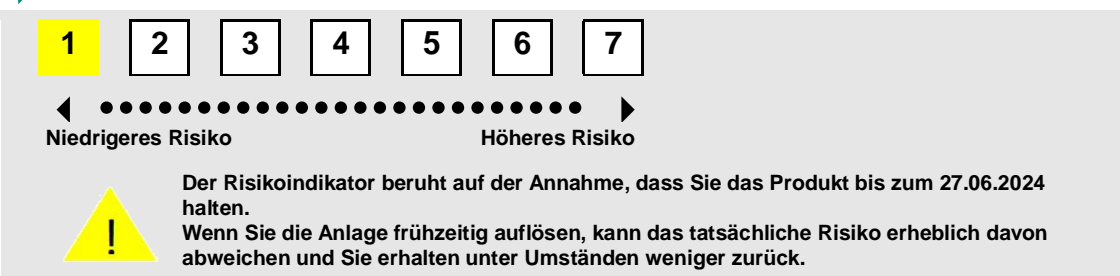 1 2 3 4 5 6 7
Niedrigeres Risiko Höheres Risiko
Der Risikoindikator beruht auf der Annahme, dass Sie das Produkt bis zum 27.06.2024
halten.
Wenn Sie die Anlage frühzeitig auflösen, kann das tatsächliche Risiko erheblich davon
abweichen und Sie erhalten unter Umständen weniger zurück.
!